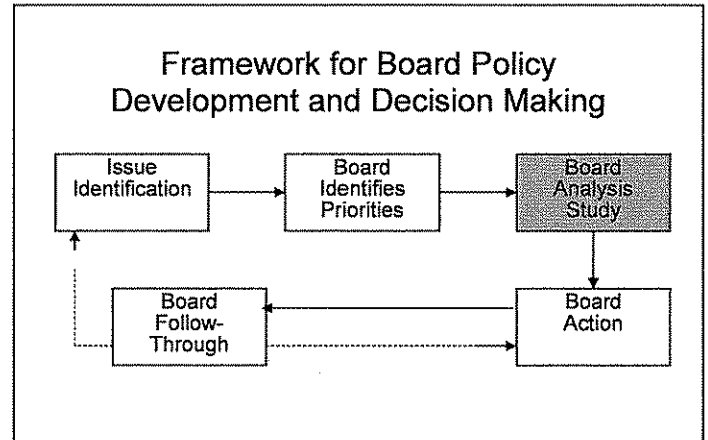 Framework for Board Policy
Development and Decision Making
Issue
Identification
Board
Identifies
Priorities
Board
Analysis
Study
Board
Follow-
Through
Board
Action